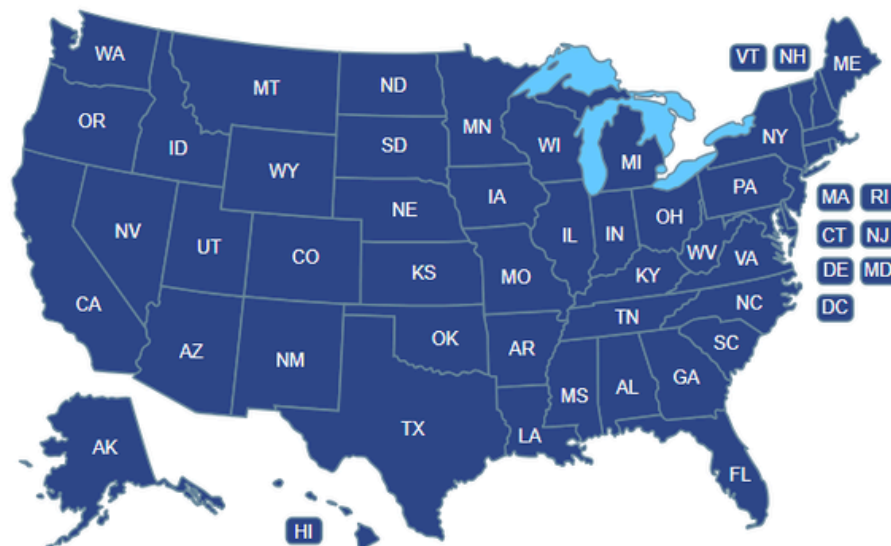 WA
MT
ND
MN
VT
NH
ME
OR
ID
SD
WI
NY
WY
MI
PA
IA
NE
MA
RI
NV
UT
CO
IL
IN
OH
WV
VA
CT
NJ
KS
MO
KY
DE
MD
CA
NC
DC
TN
AZ
NM
OK
AR
SC
MS
AL
GA
TX
LA
AK
FL
HI